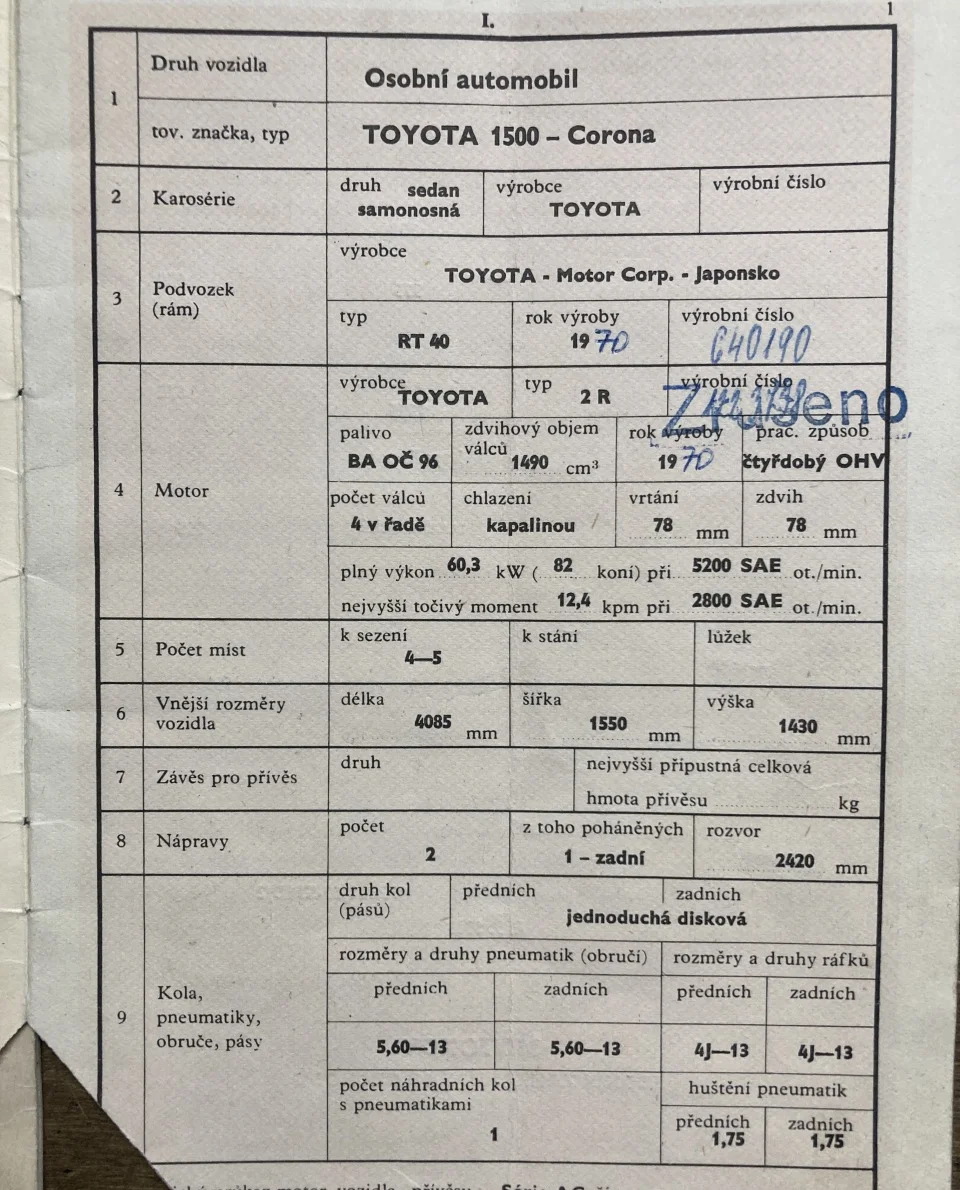 I.
1
1
Druh vozidla
Osobní automobil
tov. značka, typ
TOYOTA 1500 – Corona
2
Karosérie
druh sedan
samonosná
výrobce
TOYOTA
výrobní číslo
3
Podvozek
(rám)
výrobce
TOYOTA - Motor Corp. - Japonsko
typ
RT 40
rok výroby
1970
výrobní číslo
640190
4
Motor
výrobce
TOYOTA
typ
2 R
výrobní číslo
Zrušeno
palivo
BA OČ 96
zdvihový objem
válců
1490 cm³
rok výroby
1970
prac. způsob
čtyřdobý OHV
počet válců
4 v řadě
chlazení
kapalinou
vrtání
78 mm
zdvih
78 mm
plný výkon 60,3 kW ( 82 koní) při 5200 SAE ot./min.
nejvyšší točivý moment 12,4 kpm při 2800 SAE ot./min.
5
Počet míst
k sezení
4—5
k stání
lůžek
6
Vnější rozměry
vozidla
délka
4085 mm
šířka
1550 mm
výška
1430 mm
7
Závěs pro přívěs
druh
nejvyšší přípustná celková
hmota přívěsu kg
8
Nápravy
počet
2
z toho poháněných
1 – zadní
rozvor
2420 mm
9
Kola,
pneumatiky,
obruče, pásy
druh kol
(pásů)
předních
zadních
jednoduchá disková
rozměry a druhy pneumatik (obručí)
rozměry a druhy ráfků
předních
zadních
předních
zadních
5,60—13
5,60—13
4J—13
4J—13
počet náhradních kol
s pneumatikami
1
huštění pneumatik
předních
1,75
zadních
1,75